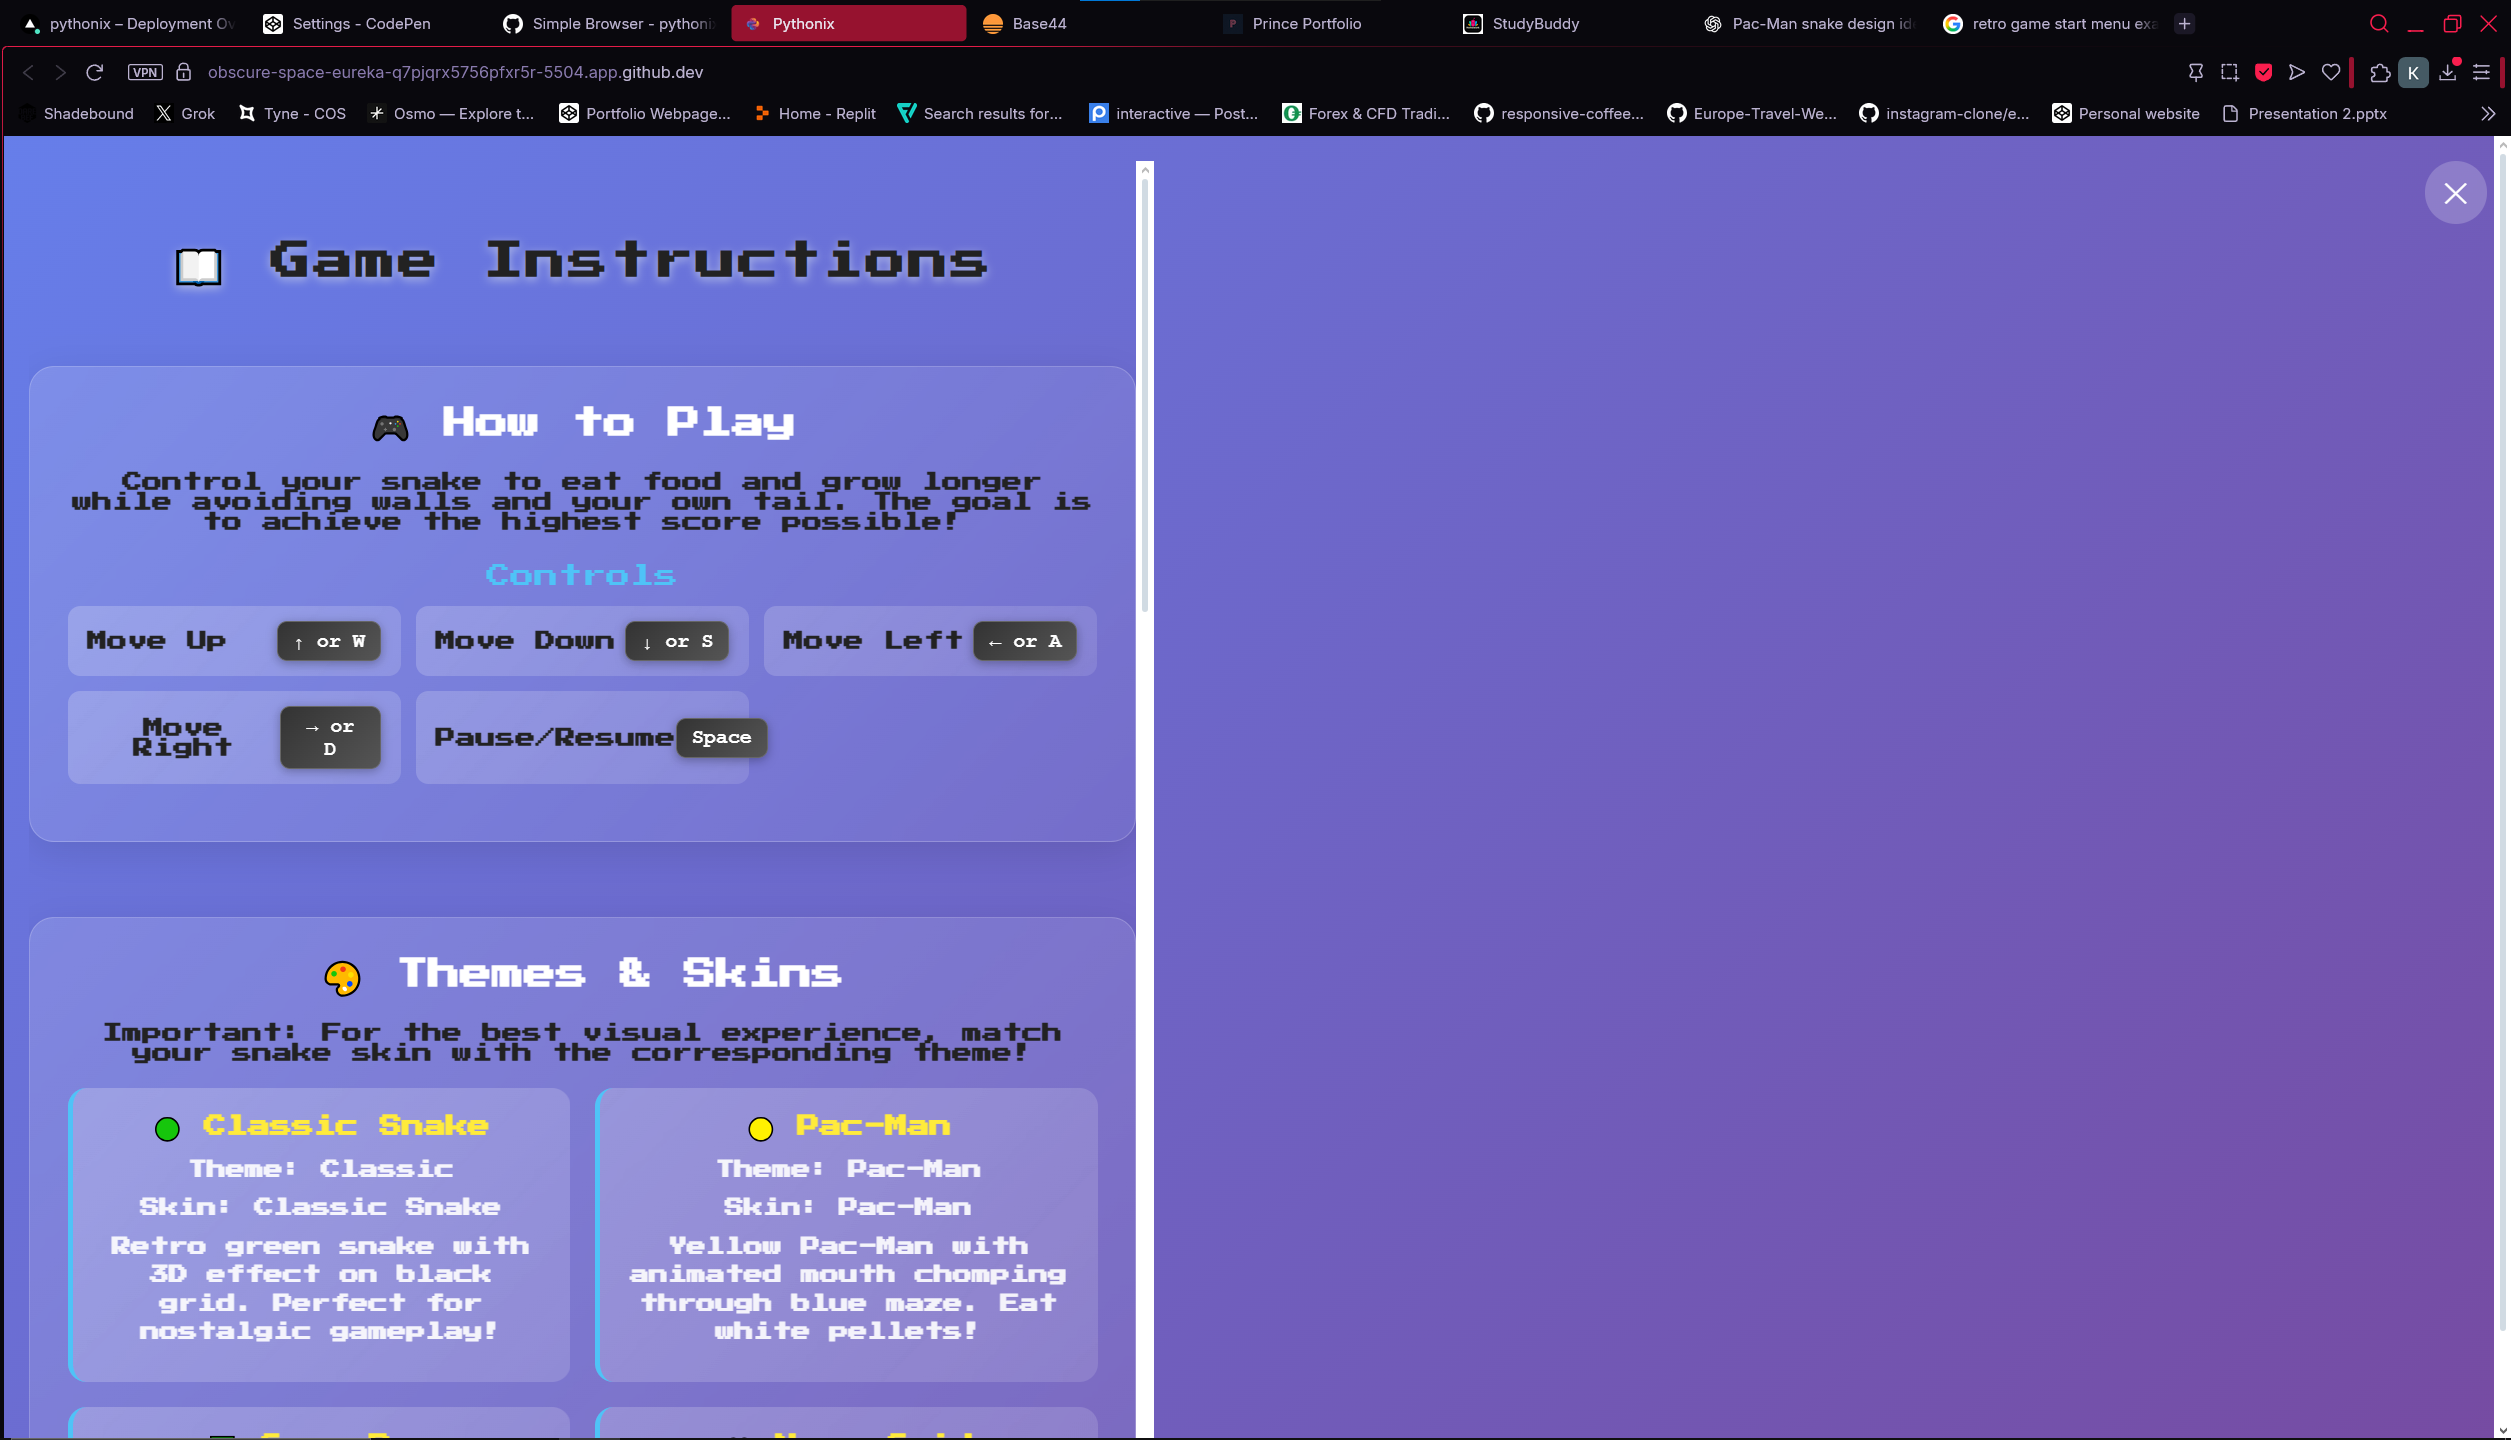 pythonix – Deployment Ov
Settings - CodePen
Simple Browser - pythoni
Pythonix
Base44
Prince Portfolio
StudyBuddy
Pac-Man snake design id
retro game start menu exa
VPN
obscure-space-eureka-q7pjqrx5756pfxr5r-5504.app.github.dev
K
Shadebound
Grok
Tyne - COS
Osmo — Explore t...
Portfolio Webpage...
Home - Replit
Search results for...
interactive — Post...
Forex & CFD Tradi...
responsive-coffee...
Europe-Travel-We...
instagram-clone/e...
Personal website
Presentation 2.pptx
Game Instructions
How to Play
Control your snake to eat food and grow longer
while avoiding walls and your own tail. The goal is
to achieve the highest score possible!
Controls
Move Up
↑ or W
Move Down
↓ or S
Move Left
← or A
Move
Right
→ or
D
Pause/Resume
Space
Themes & Skins
Important: For the best visual experience, match
your snake skin with the corresponding theme!
Classic Snake
Theme: Classic
Skin: Classic Snake
Retro green snake with
3D effect on black
grid. Perfect for
nostalgic gameplay!
Pac-Man
Theme: Pac-Man
Skin: Pac-Man
Yellow Pac-Man with
animated mouth chomping
through blue maze. Eat
white pellets!